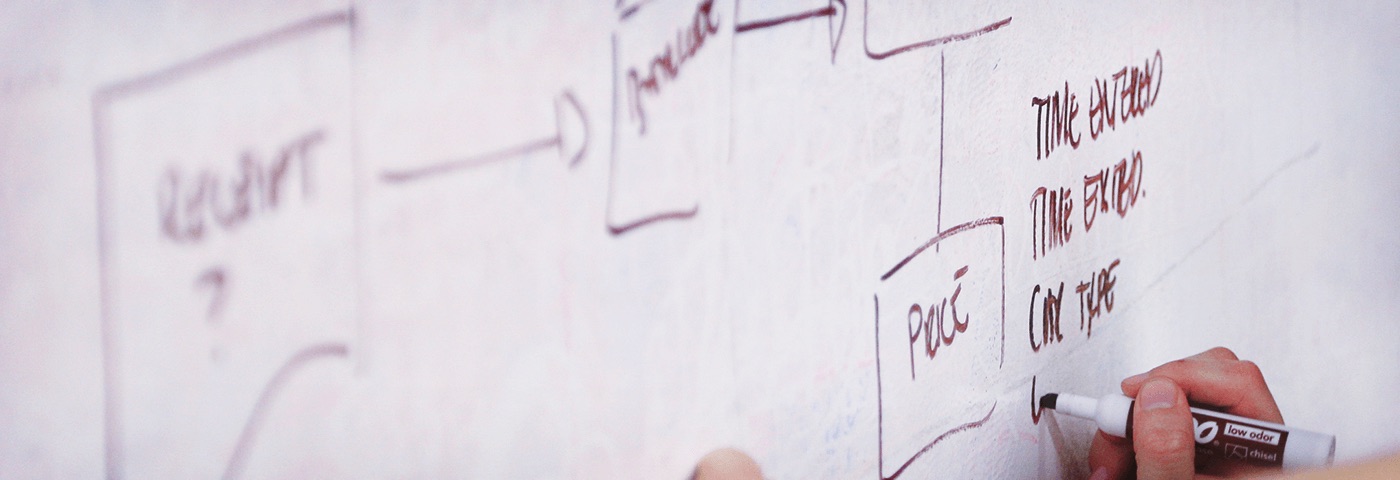 RECEIPT
?
PRICE
TIME ENTERED
TIME EXITED.
CAR TYPE
low odor
chisel